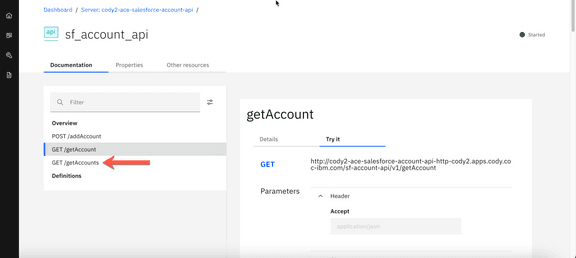 Dashboard / Server: cody2-ace-salesforce-account-api /
api
sf_account_api
Started
Documentation
Properties
Other resources
Filter
Overview
POST /addAccount
GET /getAccount
GET /getAccounts
Definitions
getAccount
Details
Try it
GET
http://cody2-ace-salesforce-account-api-http-cody2.apps.cody.co
c-ibm.com/sf-account-api/v1/getAccount
Parameters
Header
Accept
application/json